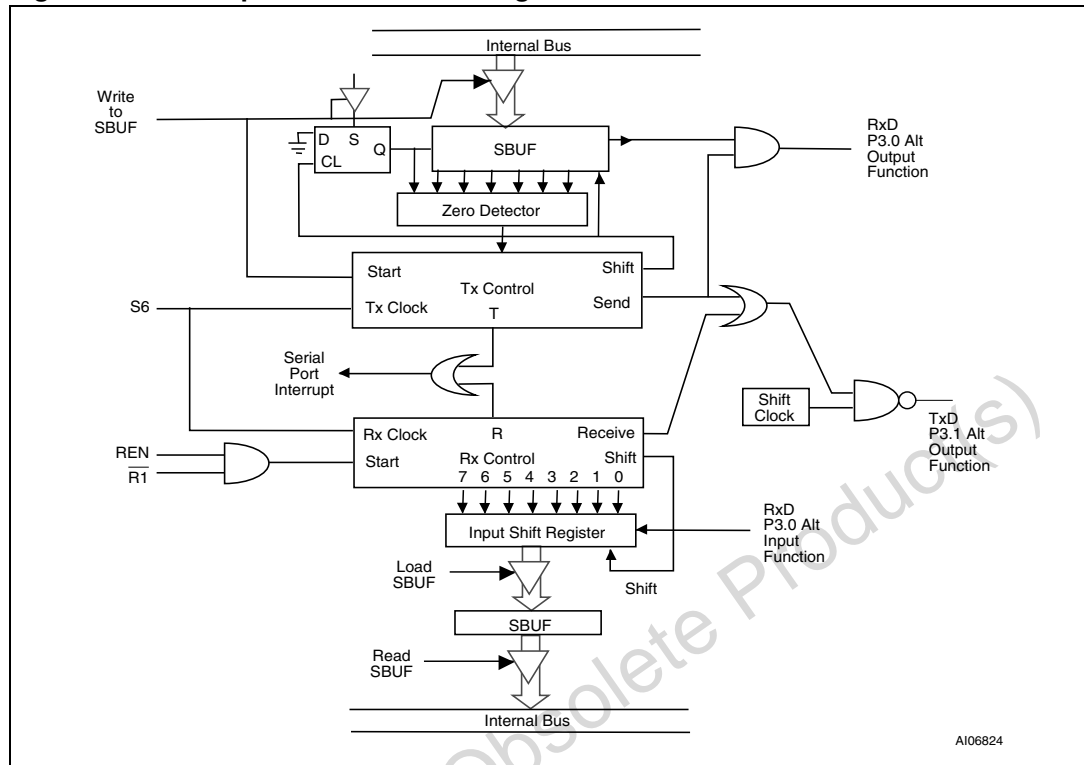 Internal Bus
Write
to
SBUF
D S
Q
CL
SBUF
RxD
P3.0 Alt
Output
Function
Zero Detector
Start
Shift
Tx Control
S6
Tx Clock
Send
T
Serial
Port
Interrupt
Shift
Clock
TxD
P3.1 Alt
Output
Function
Rx Clock
R
Receive
REN
Start
Rx Control
Shift
R1
7 6 5 4 3 2 1 0
RxD
P3.0 Alt
Input
Function
Input Shift Register
Load
SBUF
Shift
SBUF
Read
SBUF
Internal Bus
Obsolete Product(s)
AI06824